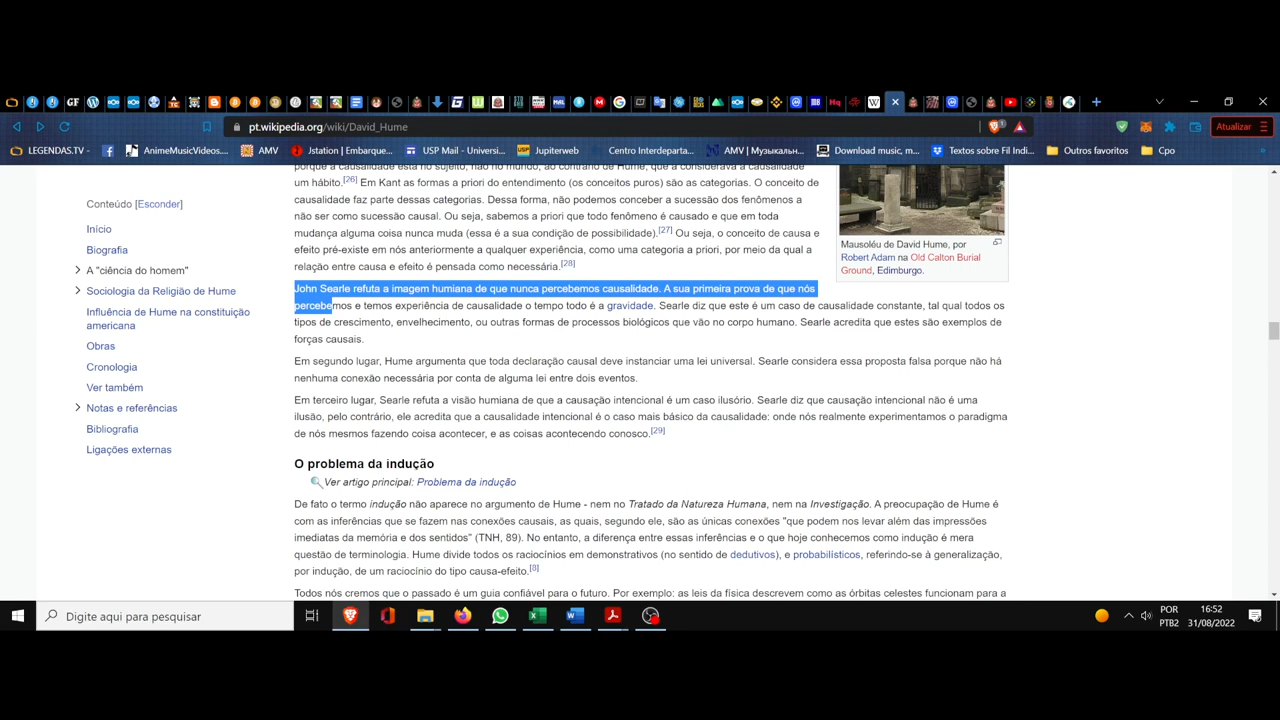 GF
pt.wikipedia.org/wiki/David_Hume
Atualizar
LEGENDAS.TV -
AnimeMusicVideos...
AMV
Jstation | Embarque...
USP Mail - Universi...
Jupiterweb
Centro Interdeparta...
AMV | Музыкальн...
Download music, m...
Textos sobre Fil Indi...
Outros favoritos
Cpo
porque a causalidade está no sujeito, não no mundo, ao contrário de Hume, que a considerava a causalidade
um hábito.[26] Em Kant as formas a priori do entendimento (os conceitos puros) são as categorias. O conceito de
causalidade faz parte dessas categorias. Dessa forma, não podemos conceber a sucessão dos fenômenos a
não ser como sucessão causal. Ou seja, sabemos a priori que todo fenômeno é causado e que em toda
mudança alguma coisa nunca muda (essa é a sua condição de possibilidade).[27] Ou seja, o conceito de causa e
efeito pré-existe em nós anteriormente a qualquer experiência, como uma categoria a priori, por meio da qual a
relação entre causa e efeito é pensada como necessária.[28]
Mausoléu de David Hume, por
Robert Adam na Old Calton Burial
Ground, Edimburgo.
Conteúdo [Esconder]
Início
Biografia
A "ciência do homem"
Sociologia da Religião de Hume
Influência de Hume na constituição
americana
Obras
Cronologia
Ver também
Notas e referências
Bibliografia
Ligações externas
John Searle refuta a imagem humiana de que nunca percebemos causalidade. A sua primeira prova de que nós
percebemos e temos experiência de causalidade o tempo todo é a gravidade. Searle diz que este é um caso de causalidade constante, tal qual todos os
tipos de crescimento, envelhecimento, ou outras formas de processos biológicos que vão no corpo humano. Searle acredita que estes são exemplos de
forças causais.
Em segundo lugar, Hume argumenta que toda declaração causal deve instanciar uma lei universal. Searle considera essa proposta falsa porque não há
nenhuma conexão necessária por conta de alguma lei entre dois eventos.
Em terceiro lugar, Searle refuta a visão humeana de que a causação intencional é um caso ilusório. Searle diz que causação intencional não é uma
ilusão, pelo contrário, ele acredita que a causalidade intencional é o caso mais básico da causalidade: onde nós realmente experimentamos o paradigma
de nós mesmos fazendo coisa acontecer, e as coisas acontecendo conosco.[29]
O problema da indução
Ver artigo principal: Problema da indução
De fato o termo indução não aparece no argumento de Hume - nem no Tratado da Natureza Humana, nem na Investigação. A preocupação de Hume é
com as inferências que se fazem nas conexões causais, as quais, segundo ele, são as únicas conexões "que podem nos levar além das impressões
imediatas da memória e dos sentidos" (TNH, 89). No entanto, a diferença entre essas inferências e o que hoje conhecemos como indução é mera
questão de terminologia. Hume divide todos os raciocínios em demonstrativos (no sentido de dedutivos), e probabilísticos, referindo-se à generalização,
por indução, de um raciocínio do tipo causa-efeito.[8]
Todos nós cremos que o passado é um guia confiável para o futuro. Por exemplo: as leis da física descrevem como as órbitas celestes funcionam para a
Digite aqui para pesquisar
POR
PTB2
16:52
31/08/2022